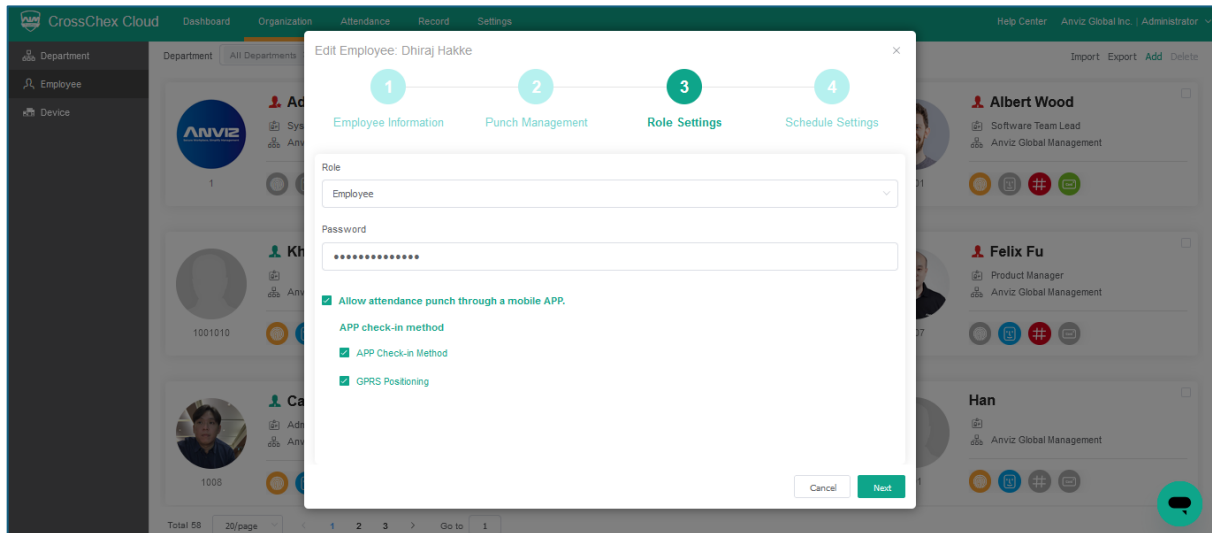 CrossChex Cloud Dashboard Organization Attendance Record Settings Help Center Anviz Global Inc. | Administrator
Department
Employee
Device
Department All Departments Import Export Add Delete
Edit Employee: Dhiraj Hakke
1 2 3 4
Employee Information Punch Management Role Settings Schedule Settings
Role
Employee
Password
Allow attendance punch through a mobile APP.
APP check-in method
APP Check-in Method
GPRS Positioning
Cancel Next
ANVIZ
1
Albert Wood
Software Team Lead
Anviz Global Management
Kh
1001010
Felix Fu
Product Manager
Anviz Global Management
Ca
1008
Han
Anviz Global Management
Total 58 20/page 1 2 3 Go to 1